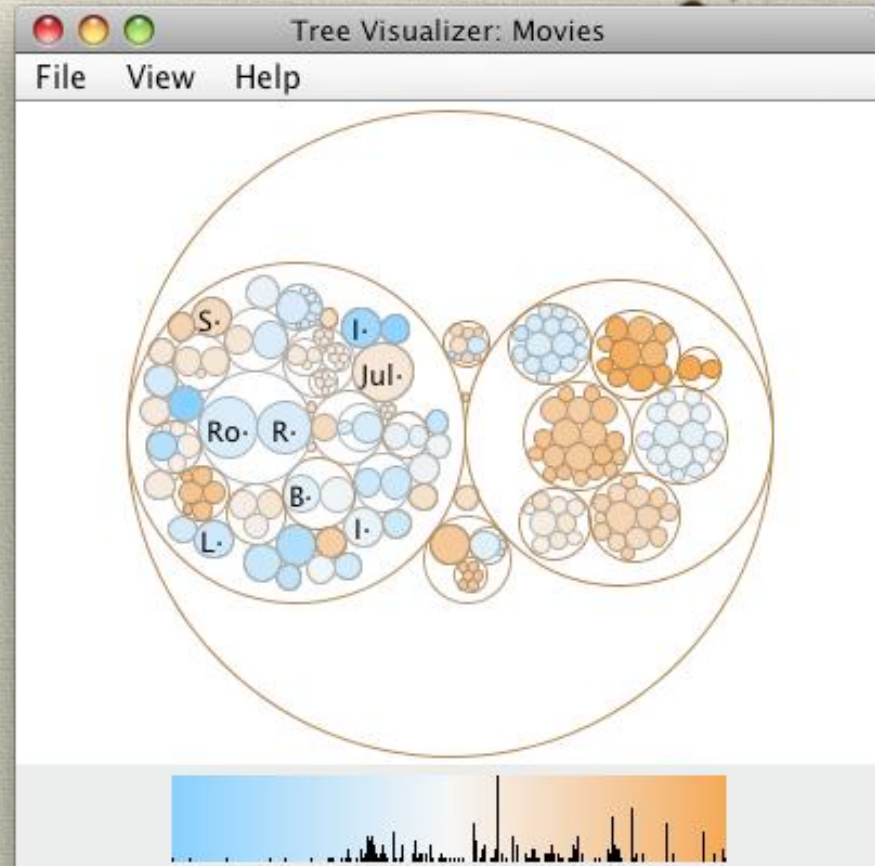 Tree Visualizer: Movies
File View Help
S·
I·
Jul·
Ro· R·
B·
I·
L·